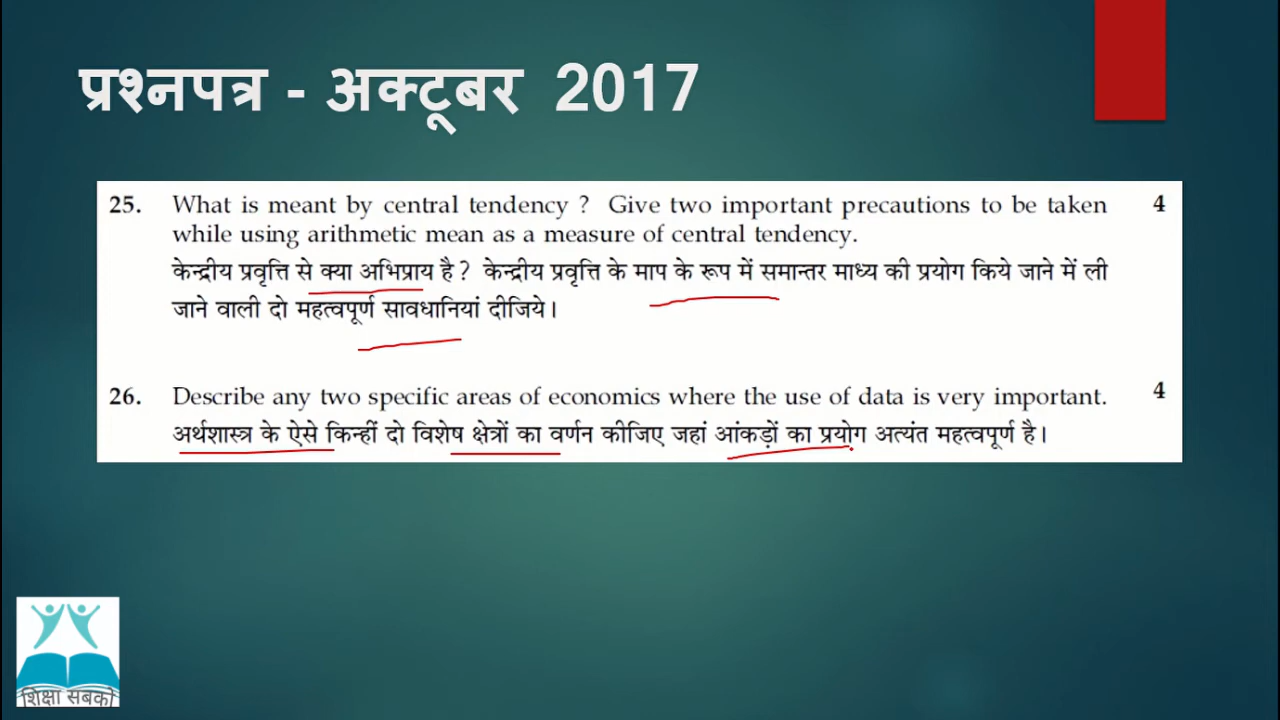 प्रश्नपत्र - अक्टूबर 2017
25. What is meant by central tendency ? Give two important precautions to be taken 4
while using arithmetic mean as a measure of central tendency.
केन्द्रीय प्रवृत्ति से क्या अभिप्राय है ? केन्द्रीय प्रवृत्ति के माप के रूप में समान्तर माध्य की प्रयोग किये जाने में ली
जाने वाली दो महत्वपूर्ण सावधानियां दीजिये।
26. Describe any two specific areas of economics where the use of data is very important. 4
अर्थशास्त्र के ऐसे किन्हीं दो विशेष क्षेत्रों का वर्णन कीजिए जहां आंकड़ों का प्रयोग अत्यंत महत्वपूर्ण है।
शिक्षा सबको